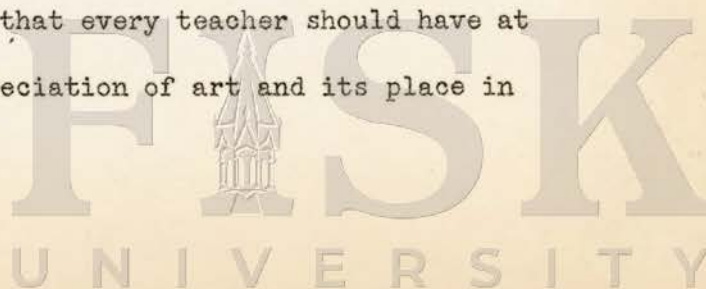 that every teacher should have at
eciation of art and its place in
FISK
UNIVERSITY